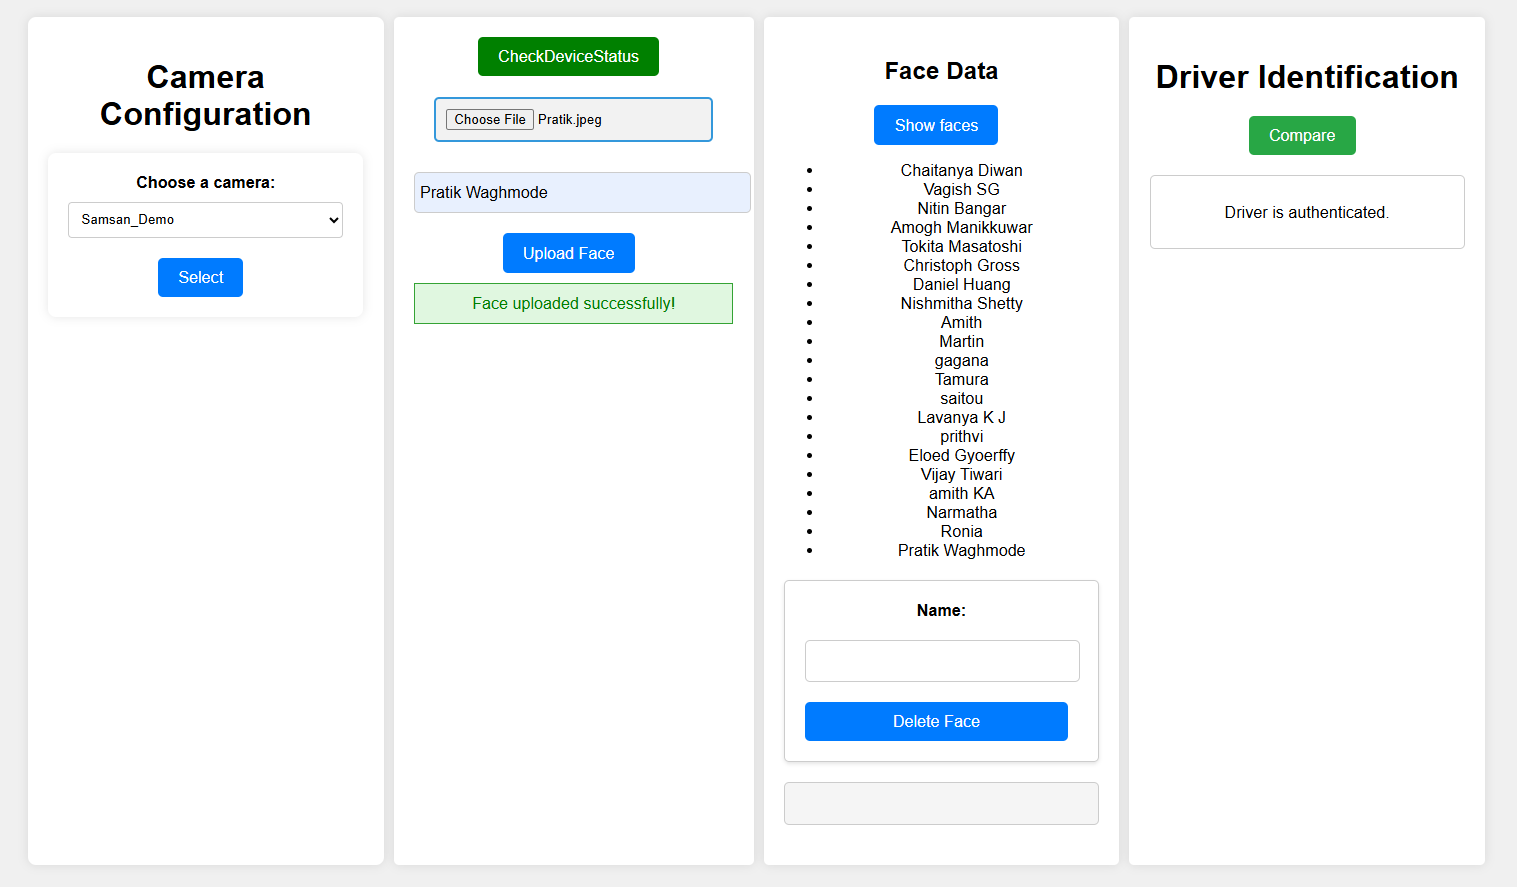 Camera
Configuration
Choose a camera:
Samsan_Demo
Select
CheckDeviceStatus
Choose File Pratik.jpeg
Pratik Waghmode
Upload Face
Face uploaded successfully!
Face Data
Show faces
Chaitanya Diwan
Vagish SG
Nitin Bangar
Amogh Manikkuwar
Tokita Masatoshi
Christoph Gross
Daniel Huang
Nishmitha Shetty
Amith
Martin
gagana
Tamura
saitou
Lavanya K J
prithvi
Eloed Gyoerffy
Vijay Tiwari
amith KA
Narmatha
Ronia
Pratik Waghmode
Name:
Delete Face
Driver Identification
Compare
Driver is authenticated.